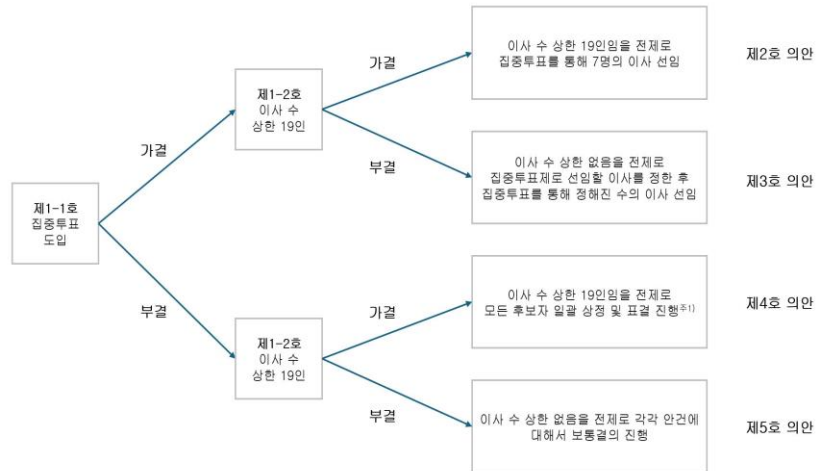 제1-1호
집중투표
도입
가결
부결
제1-2호
이사 수
상한 19인
가결
부결
이사 수 상한 19인임을 전제로
집중투표를 통해 7명의 이사 선임
제2호 의안
이사 수 상한 없음을 전제로
집중투표제로 선임할 이사를 정한 후
집중투표를 통해 정해진 수의 이사 선임
제3호 의안
제1-2호
이사 수
상한 19인
가결
부결
이사 수 상한 19인임을 전제로
모든 후보자 일괄 상정 및 표결 진행주1)
제4호 의안
이사 수 상한 없음을 전제로 각각 안건에
대해서 보통결의 진행
제5호 의안